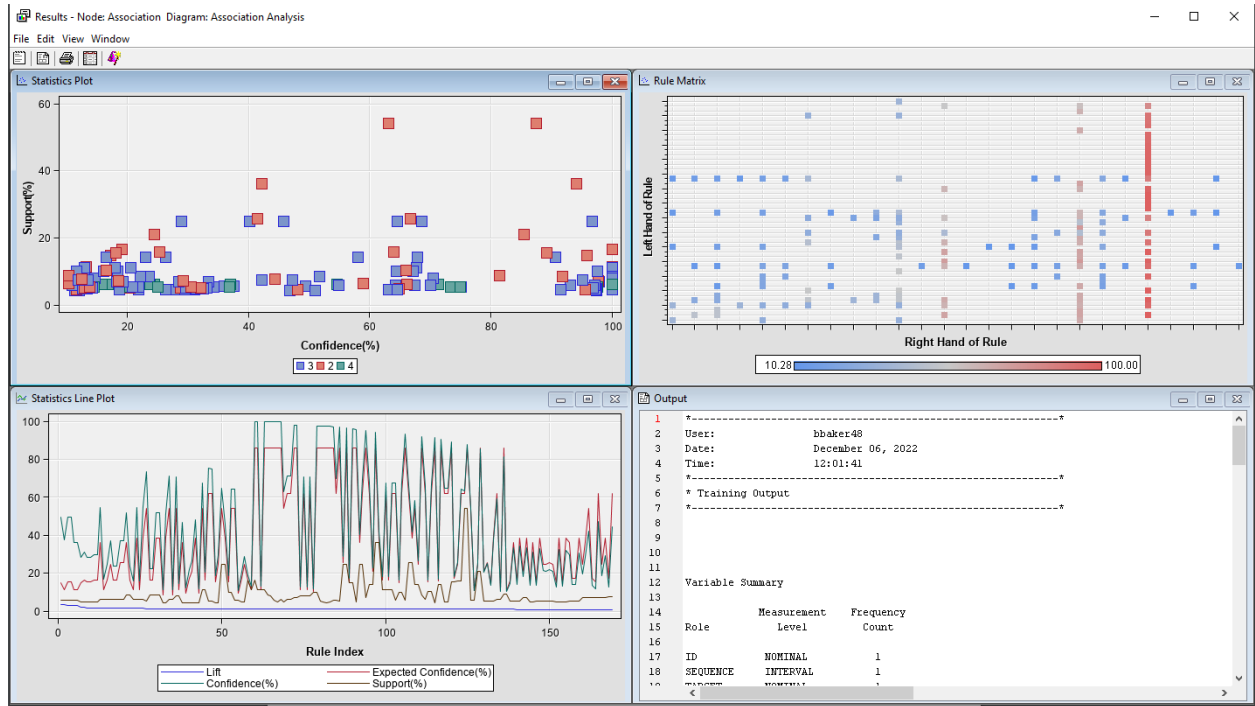 Results - Node: Association Diagram: Association Analysis
File Edit View Window
Statistics Plot
60
40
20
0
Support(%)
20 40 60 80 100
Confidence(%)
3 2 4
Rule Matrix
Left Hand of Rule
Right Hand of Rule
10.28 100.00
Statistics Line Plot
100
80
60
40
20
0
0 50 100 150
Rule Index
Lift Expected Confidence(%)
Confidence(%) Support(%)
Output
1 *------------------------------------------------------------*
2 User: bbaker48
3 Date: December 06, 2022
4 Time: 12:01:41
5 *------------------------------------------------------------*
6 * Training Output
7 *------------------------------------------------------------*
8
9
10
11
12 Variable Summary
13
14 Measurement Frequency
15 Role Level Count
16
17 ID NOMINAL 1
18 SEQUENCE INTERVAL 1
19 TARGET NOMINAL 1